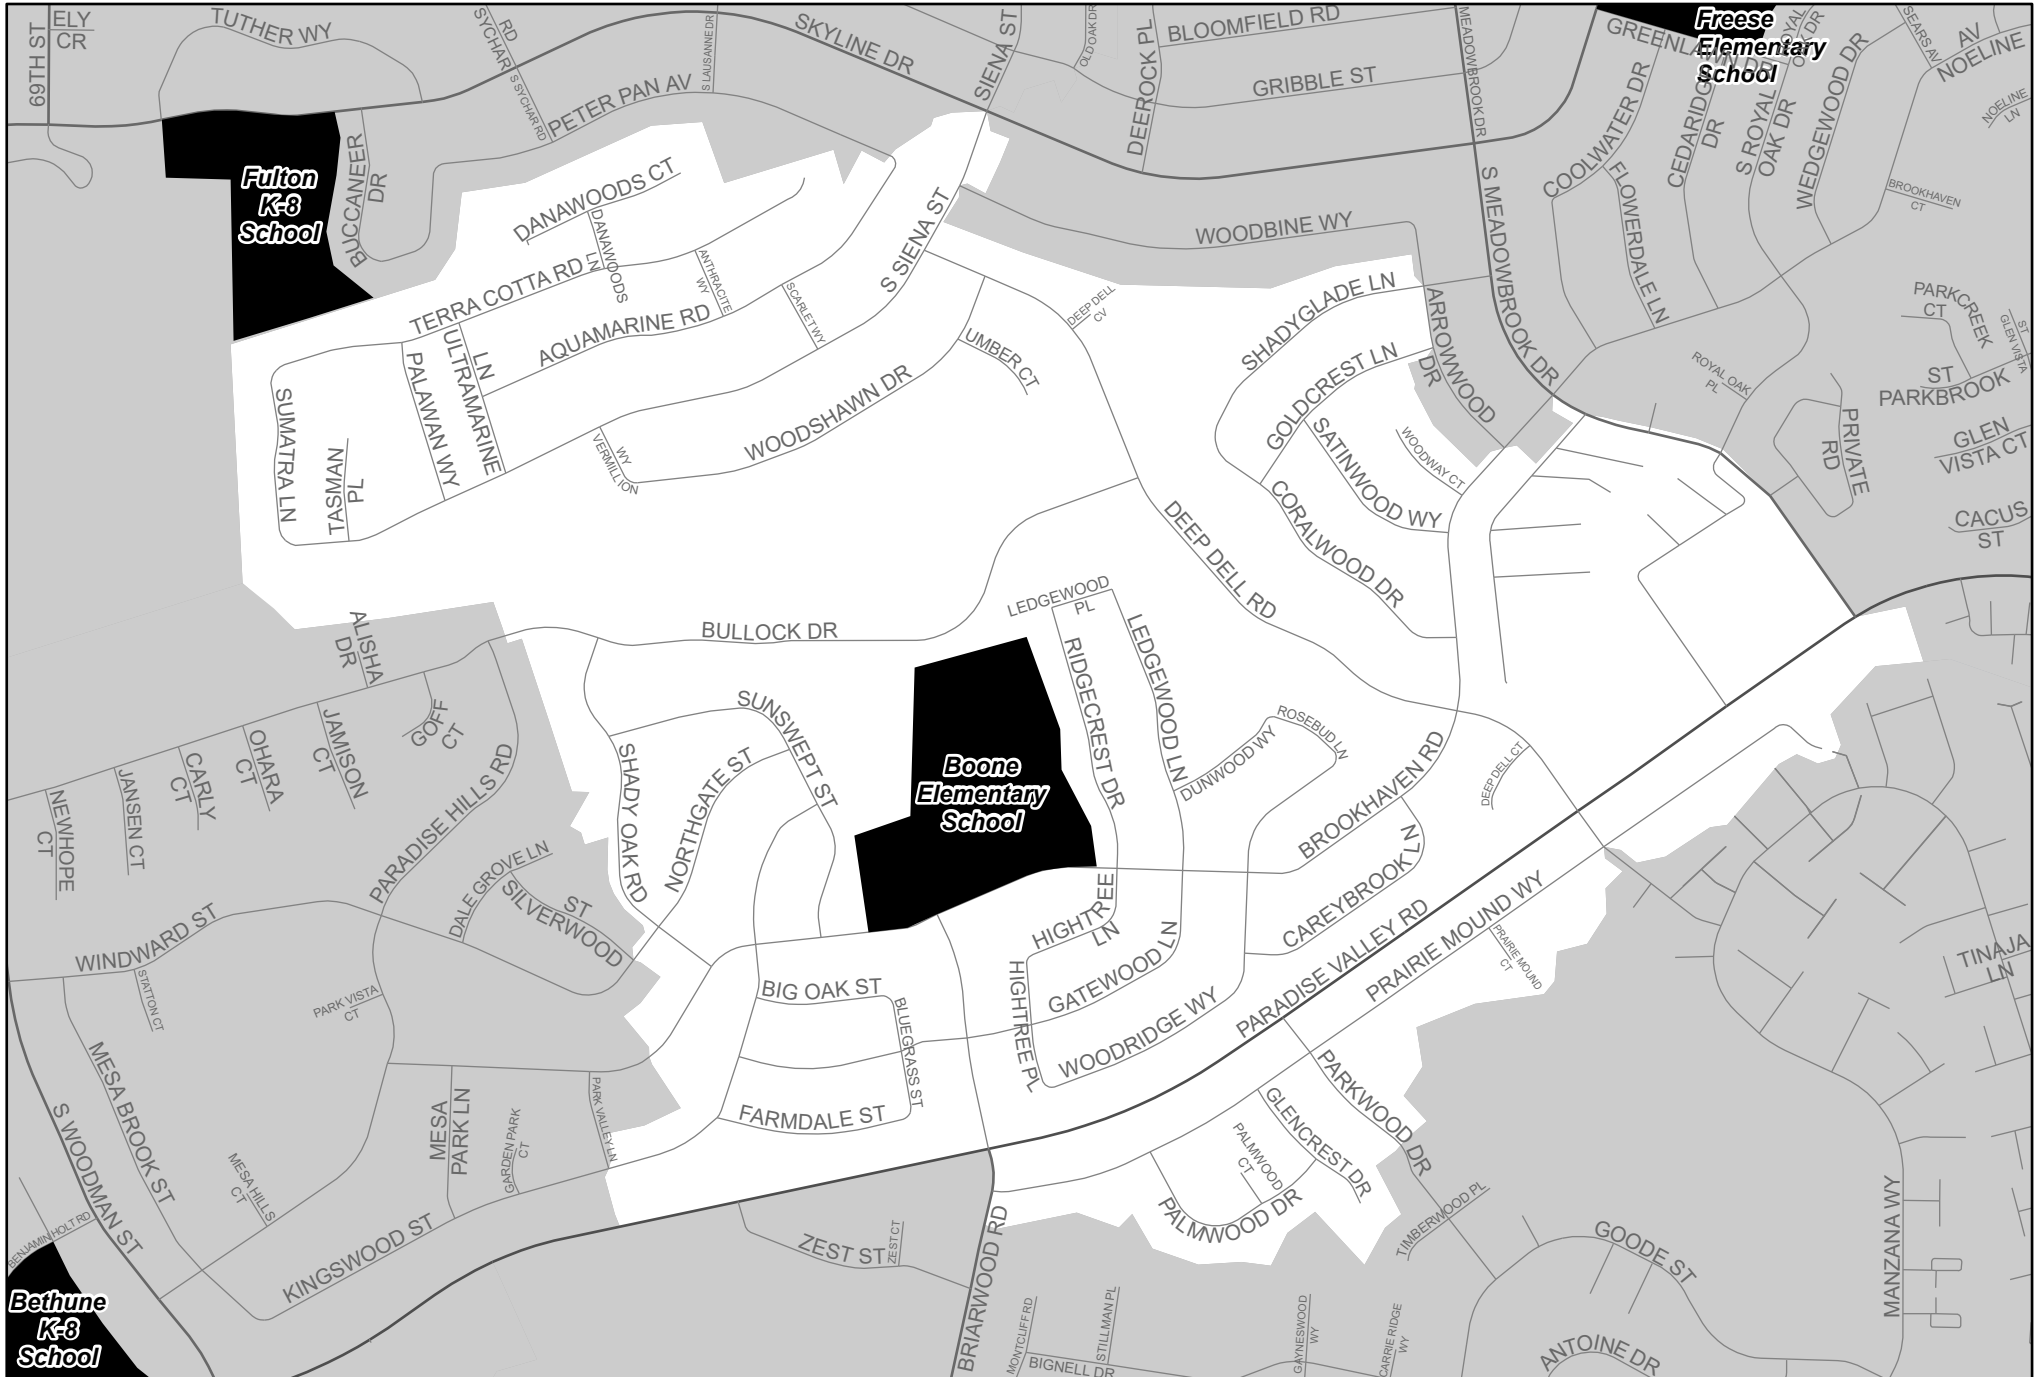 ELY
CR
69TH ST
TUTHER WY
SYCHAR
RD
S SYCHAR RD
S LAUSANNE DR
SKYLINE DR
PETER PAN AV
SIENA ST
OLD OAK DR
DEEROCK PL
BLOOMFIELD RD
GRIBBLE ST
MEADOWBROOK DR
Freese
Elementary
School
GREENLAWN DR
ROYAL
OAK DR
SEARS AV
AV
NOELINE
NOELINE
LN
COOLWATER DR
FLOWERDALE LN
CEDARIDGE
DR
S ROYAL
OAK DR
WEDGEWOOD DR
BROOKHAVEN
CT
Fulton
K-8
School
BUCCANEER
DR
DANAWOODS CT
DANAWOODS
LN
TERRA COTTA RD
ANTHRACITE
WY
SCARLET WY
S SIENA ST
WOODBINE WY
S MEADOWBROOK DR
AQUAMARINE RD
ULTRAMARINE
LN
PALAWAN WY
SUMATRA LN
TASMAN
PL
VERMILLION
WY
WOODSHAWN DR
UMBER CT
DEEP DELL
CV
SHADYGLADE LN
GOLDCREST LN
ARROWWOOD
DR
SATINWOOD WY
WOODWAY CT
CORALWOOD DR
DEEP DELL RD
ROYAL OAK
PL
PARKCREEK
CT
ST
GLEN VISTA
ST
PARKBROOK
GLEN
VISTA CT
PRIVATE
RD
CACUS
ST
ALISHA
DR
BULLOCK DR
LEDGEWOOD
PL
LEDGEWOOD LN
RIDGECREST DR
SUNSWEPT ST
GOFF
CT
JAMISON
CT
OHARA
CT
CARLY
CT
JANSEN CT
NEWHOPE
CT
PARADISE HILLS RD
SHADY OAK RD
NORTHGATE ST
Boone
Elementary
School
DUNWOOD WY
ROSEBUD LN
BROOKHAVEN RD
DEEP DELL CT
CAREYBROOK LN
DALE GROVE LN
SILVERWOOD
ST
WINDWARD ST
STATTON CT
PARK VISTA
CT
HIGHTREE
LN
HIGHTREE PL
GATEWOOD LN
WOODRIDGE WY
PARADISE VALLEY RD
PRAIRIE MOUND WY
PRAIRIE MOUND
CT
TINAJA
LN
BIG OAK ST
BLUEGRASS ST
FARMDALE ST
MESA BROOK ST
MESA
PARK LN
GARDEN PARK
CT
PARK VALLEY LN
MESA HILLS
CT
S WOODMAN ST
BENJAMIN HOLT RD
KINGSWOOD ST
Bethune
K-8
School
ZEST ST
ZEST CT
BRIARWOOD RD
PARKWOOD DR
GLENCREST DR
PALMWOOD
CT
PALMWOOD DR
TIMBERWOOD PL
GOODE ST
MANZANA WY
MONTCLIFF RD
STILLMAN PL
BIGNELL DR
GAYNESWOOD
WY
CARRIE RIDGE
WY
ANTOINE DR